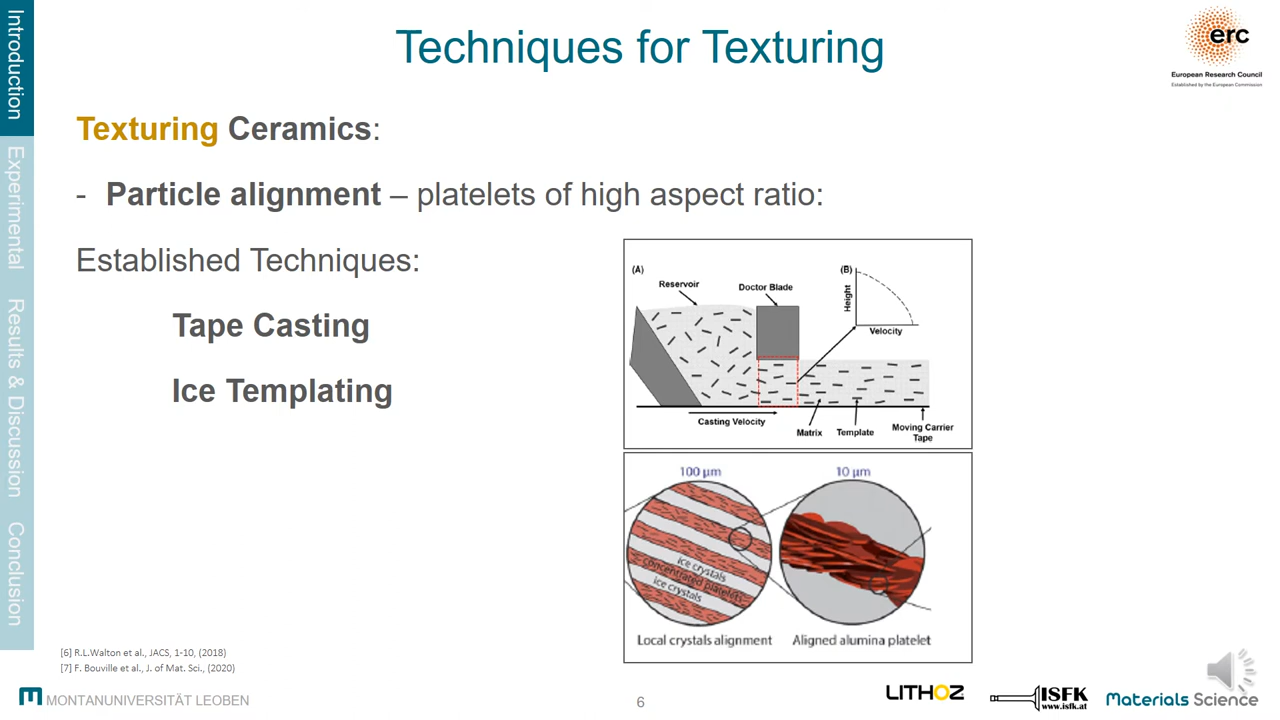 Techniques for Texturing
erc
European Research Council
Established by the European Commission
Introduction
Experimental
Results & Discussion
Conclusion
Texturing Ceramics:
- Particle alignment – platelets of high aspect ratio:
Established Techniques:
Tape Casting
Ice Templating
(A)
Reservoir
Doctor Blade
(B)
Height
Velocity
Casting Velocity
Matrix
Template
Moving Carrier
Tape
100 µm
10 µm
ice crystals
concentrated platelets
ice crystals
Local crystals alignment
Aligned alumina platelet
[6] R.L.Walton et al., JACS, 1-10, (2018)
[7] F. Bouville et al., J. of Mat. Sci., (2020)
MONTANUNIVERSITÄT LEOBEN
6
LITHOZ
ISFK
www.isfk.at
Materials Science